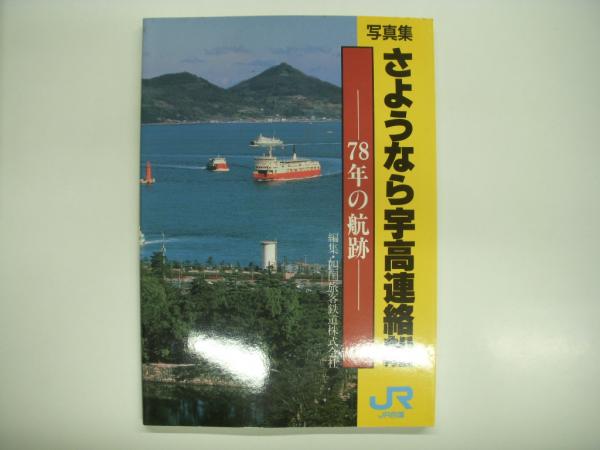 写真集
さようなら宇高連絡船
78年の航跡
編集・四国旅客鉄道株式会社
JR
JR四国